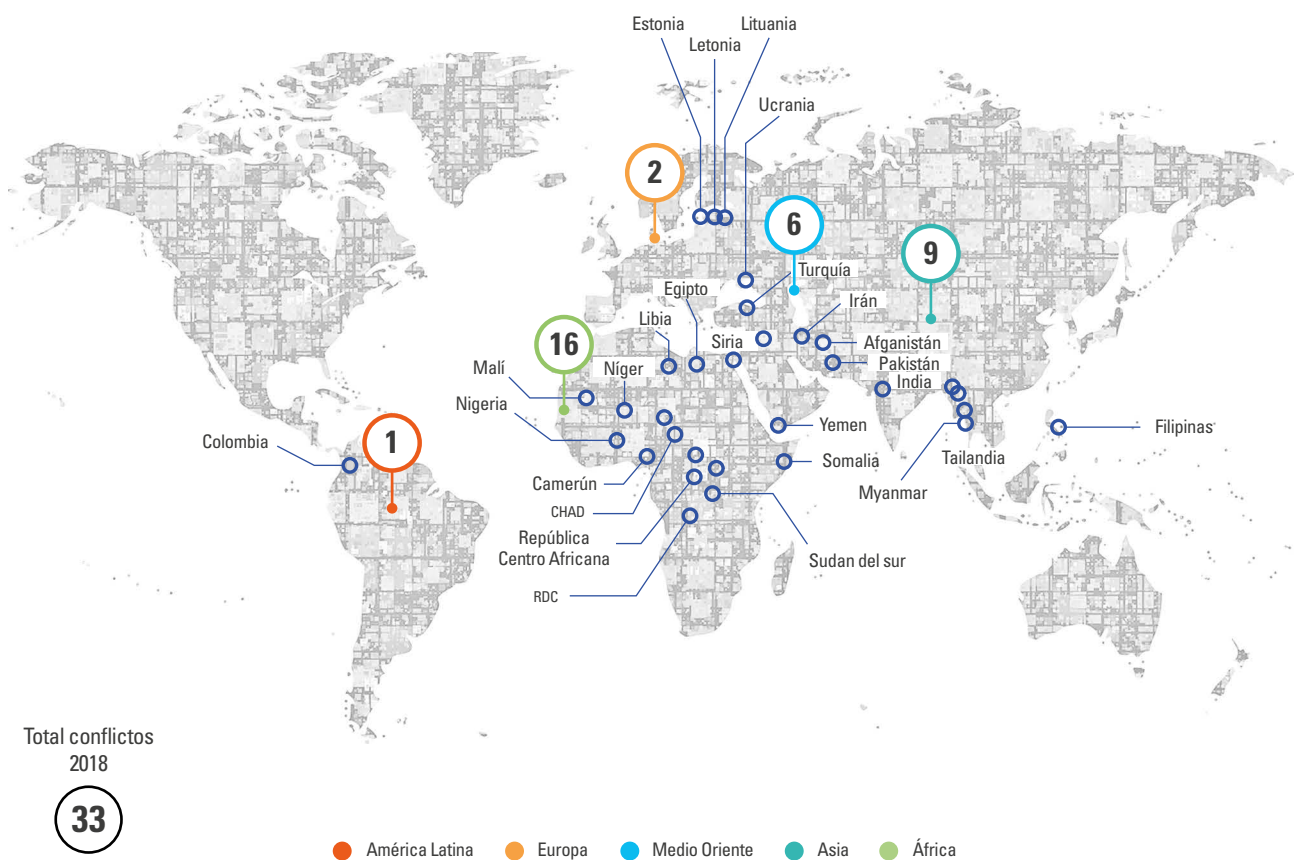 Estonia
Lituania
Letonia
Ucrania
2
6
9
Turquía
Egipto
Irán
Libia
16
Siria
Afganistán
Malí
Níger
Pakistán
India
Nigeria
1
Colombia
Yemen
Filipinas
Somalia
Tailandia
Camerún
Myanmar
CHAD
República
Centro Africana
Sudan del sur
RDC
Total conflictos
2018
33
América Latina
Europa
Medio Oriente
Asia
África